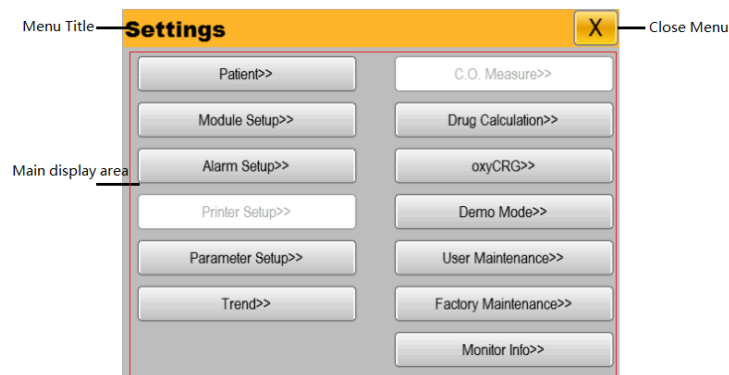 Menu Title
Settings
X
Close Menu
Patient>>
C.O. Measure>>
Module Setup>>
Drug Calculation>>
Main display area
Alarm Setup>>
oxyCRG>>
Printer Setup>>
Demo Mode>>
Parameter Setup>>
User Maintenance>>
Trend>>
Factory Maintenance>>
Monitor Info>>